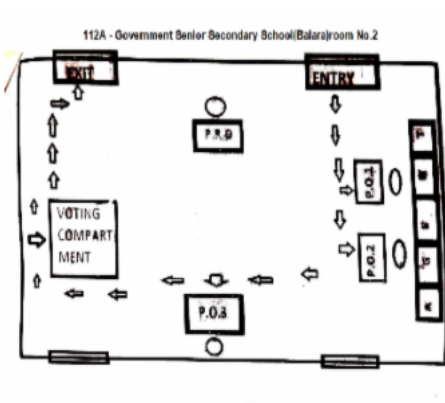 112A - Government Senior Secondary School(Balara)room No.2
EXIT
ENTRY
P.R.O
P.O.1
VOTING
COMPART
MENT
P.O.2
P.O.3